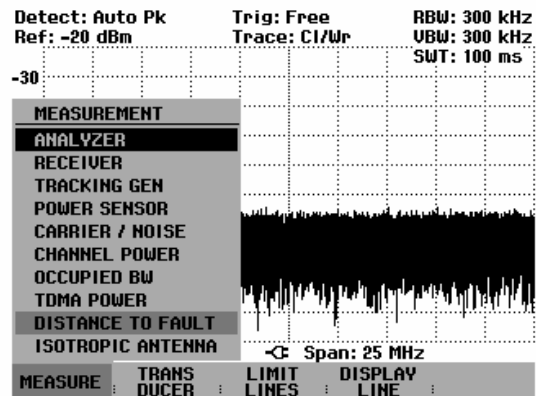 Detect: Auto Pk Trig: Free RBW: 300 kHz
Ref: -20 dBm Trace: Cl/Wr VBW: 300 kHz
SWT: 100 ms
-30
MEASUREMENT
ANALYZER
RECEIVER
TRACKING GEN
POWER SENSOR
CARRIER / NOISE
CHANNEL POWER
OCCUPIED BW
TDMA POWER
DISTANCE TO FAULT
ISOTROPIC ANTENNA
Span: 25 MHz
MEASURE TRANS LIMIT DISPLAY
DUCER LINES LINE